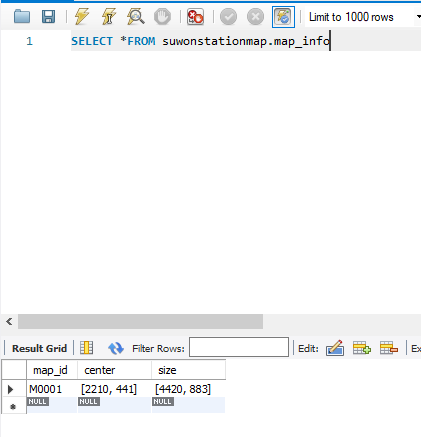 Limit to 1000 rows
1 SELECT *FROM suwonstationmap.map_info
Result Grid Filter Rows: Edit: Ex
map_id center size
M0001 [2210, 441] [4420, 883]
NULL NULL NULL